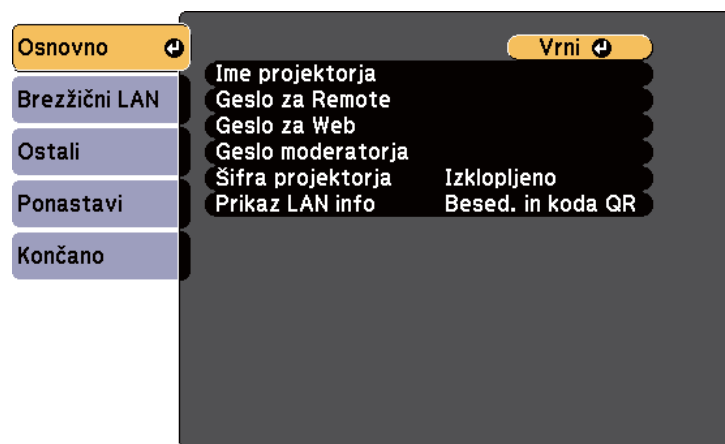 Osnovno
Brezžični LAN
Ostali
Ponastavi
Končano
Vrni
Ime projektorja
Geslo za Remote
Geslo za Web
Geslo moderatorja
Šifra projektorja Izklopljeno
Prikaz LAN info Besed. in koda QR